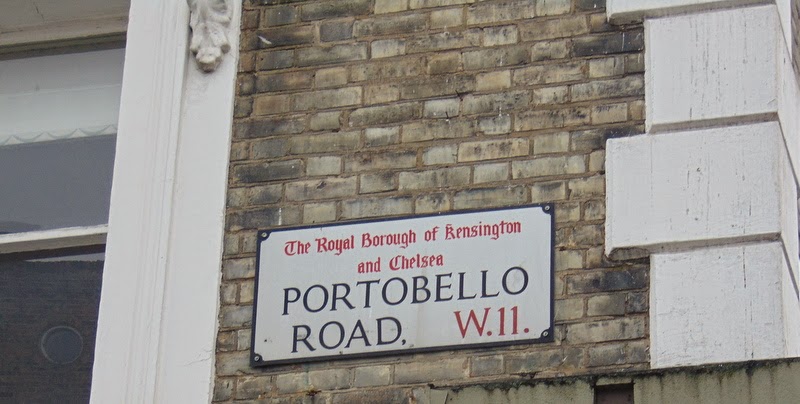 The Royal Borough of Kensington
and Chelsea
PORTOBELLO
ROAD, W.11.